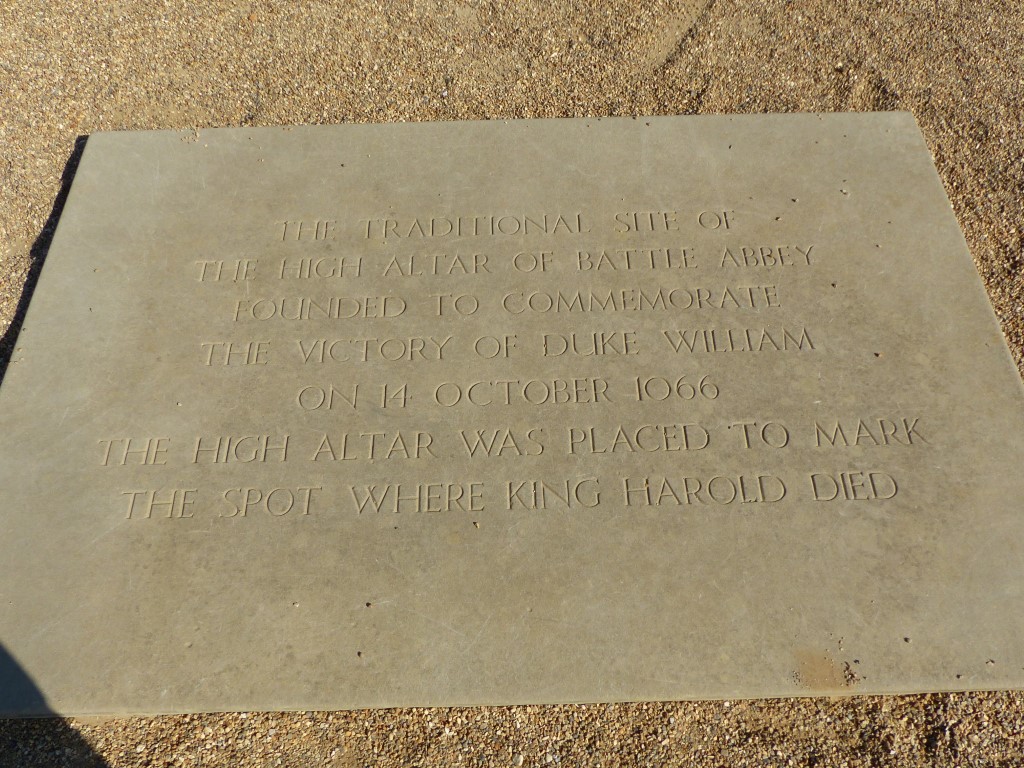 THE TRADITIONAL SITE OF
THE HIGH ALTAR OF BATTLE ABBEY
FOUNDED TO COMMEMORATE
THE VICTORY OF DUKE WILLIAM
ON 14 OCTOBER 1066
THE HIGH ALTAR WAS PLACED TO MARK
THE SPOT WHERE KING HAROLD DIED